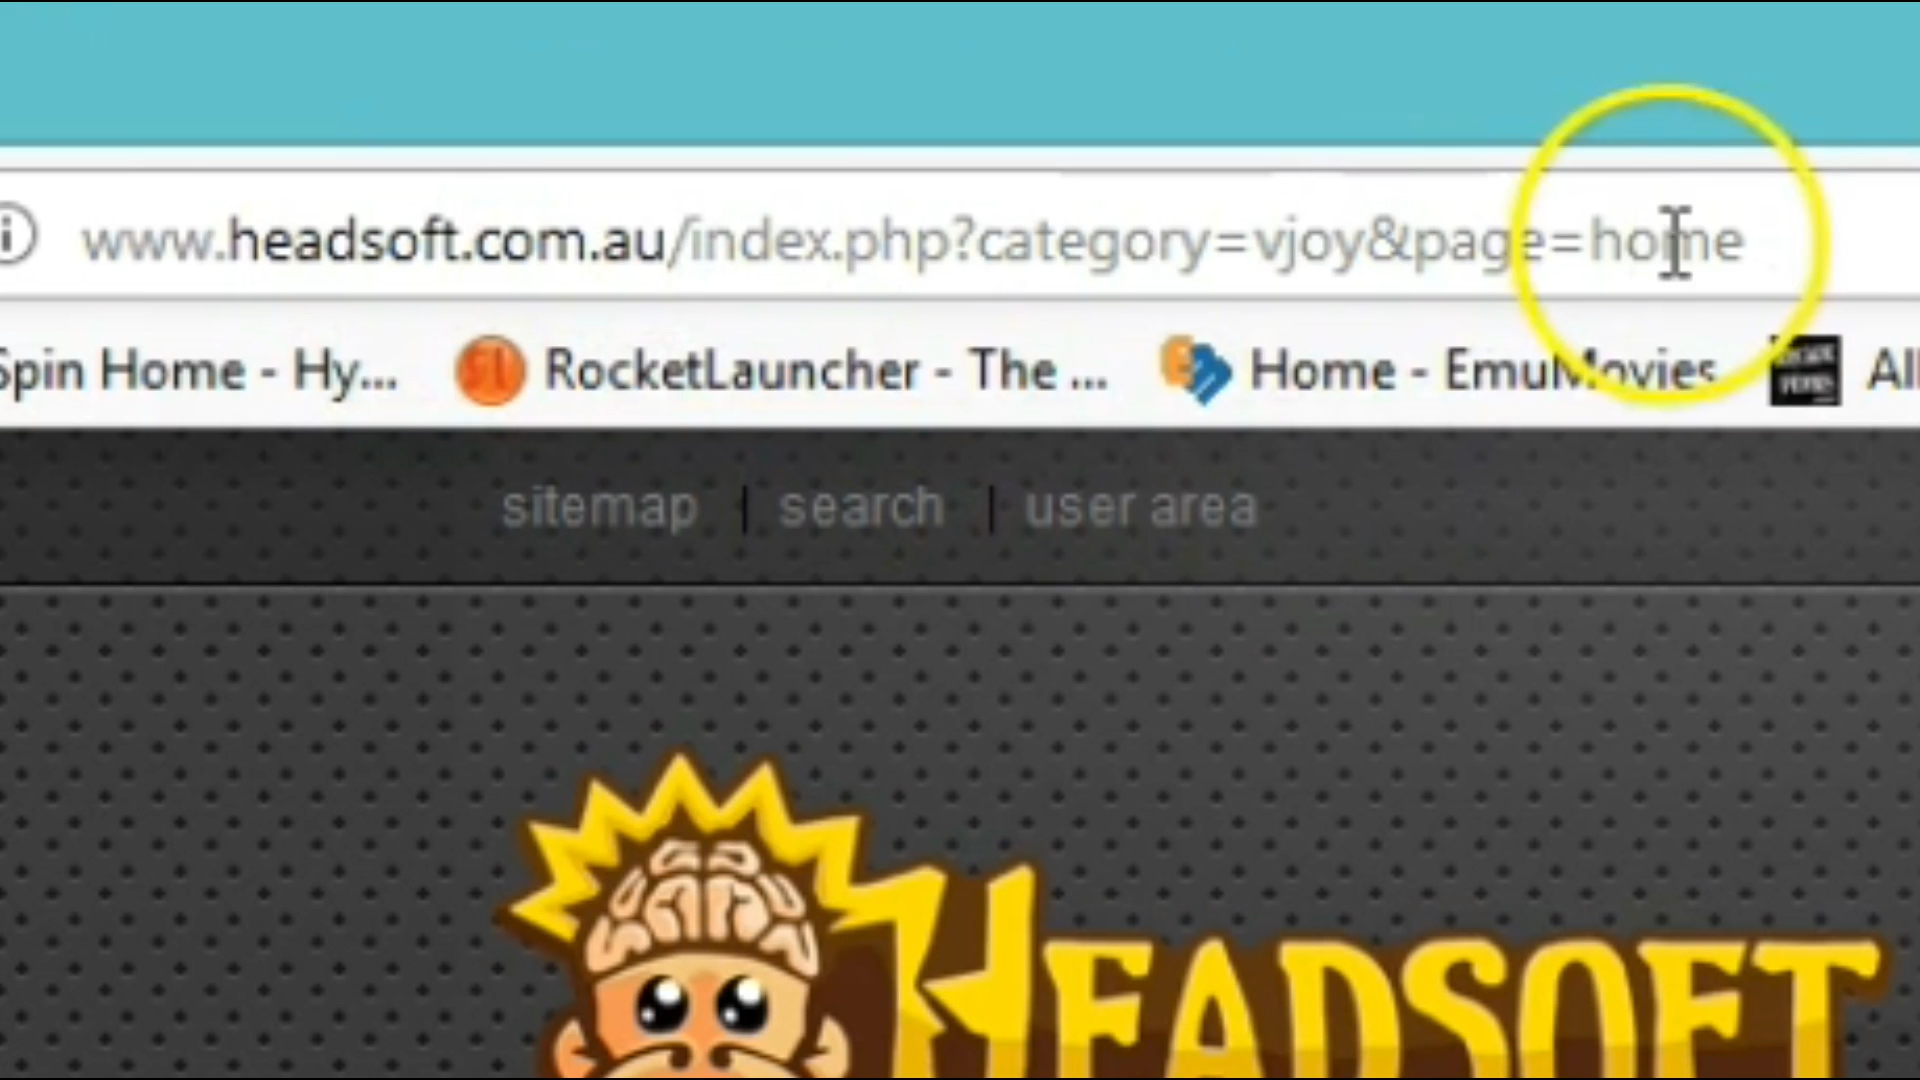 www.headsoft.com.au/index.php?category=vjoy&page=home
Spin Home - Hy... RocketLauncher - The ... Home - EmuMovies All
sitemap | search | user area
HEADSOFT